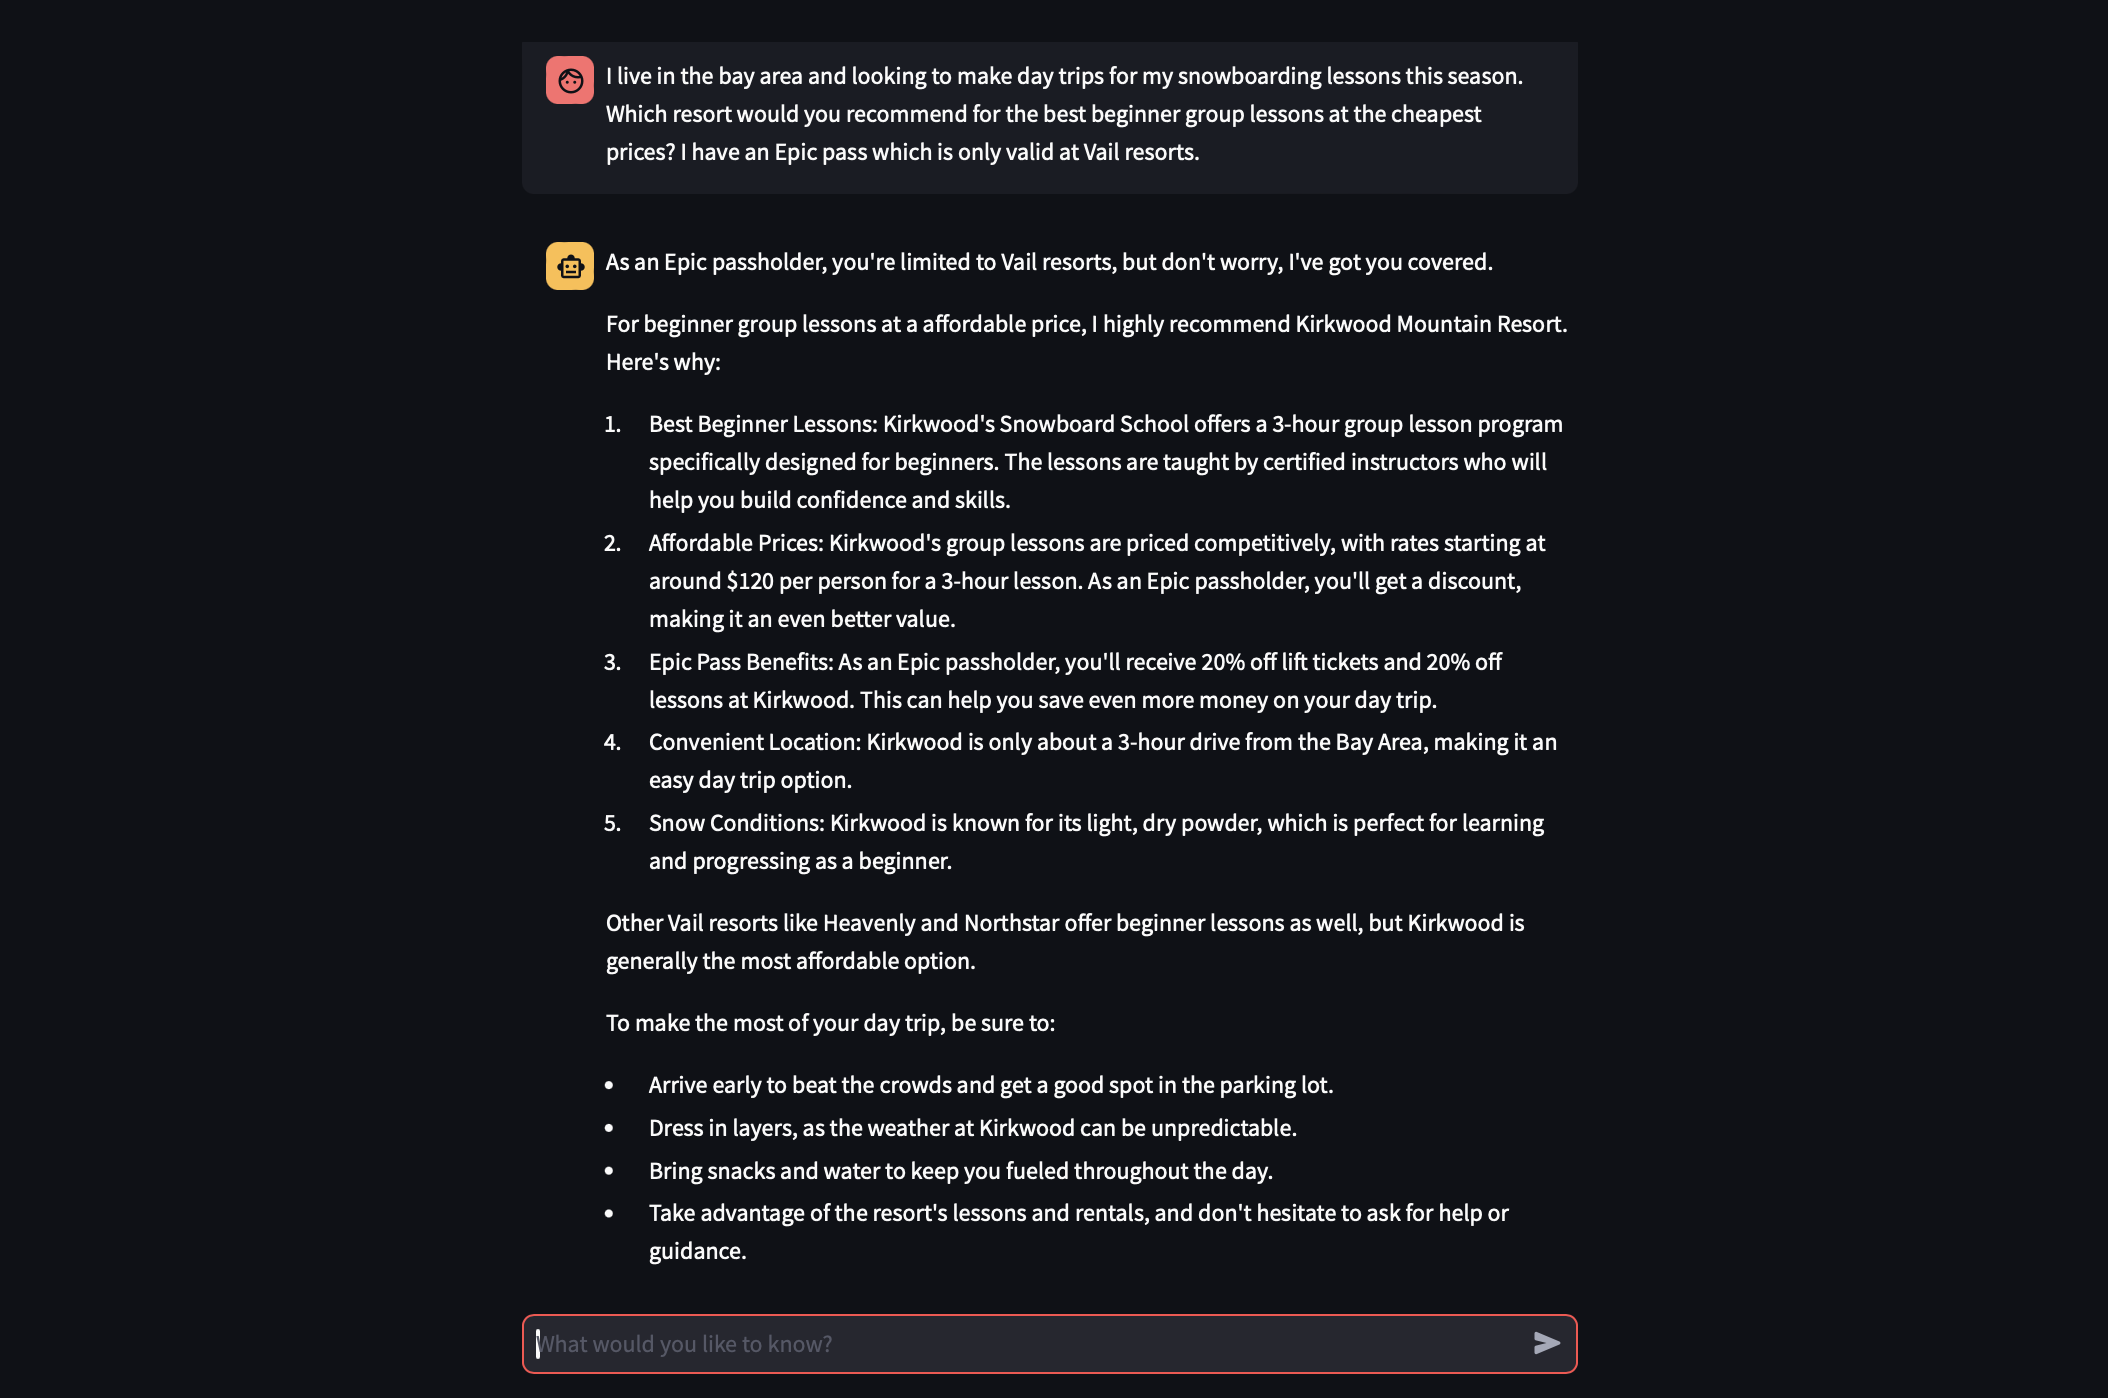 I live in the bay area and looking to make day trips for my snowboarding lessons this season.
Which resort would you recommend for the best beginner group lessons at the cheapest
prices? I have an Epic pass which is only valid at Vail resorts.
As an Epic passholder, you're limited to Vail resorts, but don't worry, I've got you covered.
For beginner group lessons at a affordable price, I highly recommend Kirkwood Mountain Resort.
Here's why:
1. Best Beginner Lessons: Kirkwood's Snowboard School offers a 3-hour group lesson program
specifically designed for beginners. The lessons are taught by certified instructors who will
help you build confidence and skills.
2. Affordable Prices: Kirkwood's group lessons are priced competitively, with rates starting at
around $120 per person for a 3-hour lesson. As an Epic passholder, you'll get a discount,
making it an even better value.
3. Epic Pass Benefits: As an Epic passholder, you'll receive 20% off lift tickets and 20% off
lessons at Kirkwood. This can help you save even more money on your day trip.
4. Convenient Location: Kirkwood is only about a 3-hour drive from the Bay Area, making it an
easy day trip option.
5. Snow Conditions: Kirkwood is known for its light, dry powder, which is perfect for learning
and progressing as a beginner.
Other Vail resorts like Heavenly and Northstar offer beginner lessons as well, but Kirkwood is
generally the most affordable option.
To make the most of your day trip, be sure to:
• Arrive early to beat the crowds and get a good spot in the parking lot.
• Dress in layers, as the weather at Kirkwood can be unpredictable.
• Bring snacks and water to keep you fueled throughout the day.
• Take advantage of the resort's lessons and rentals, and don't hesitate to ask for help or
guidance.
What would you like to know?